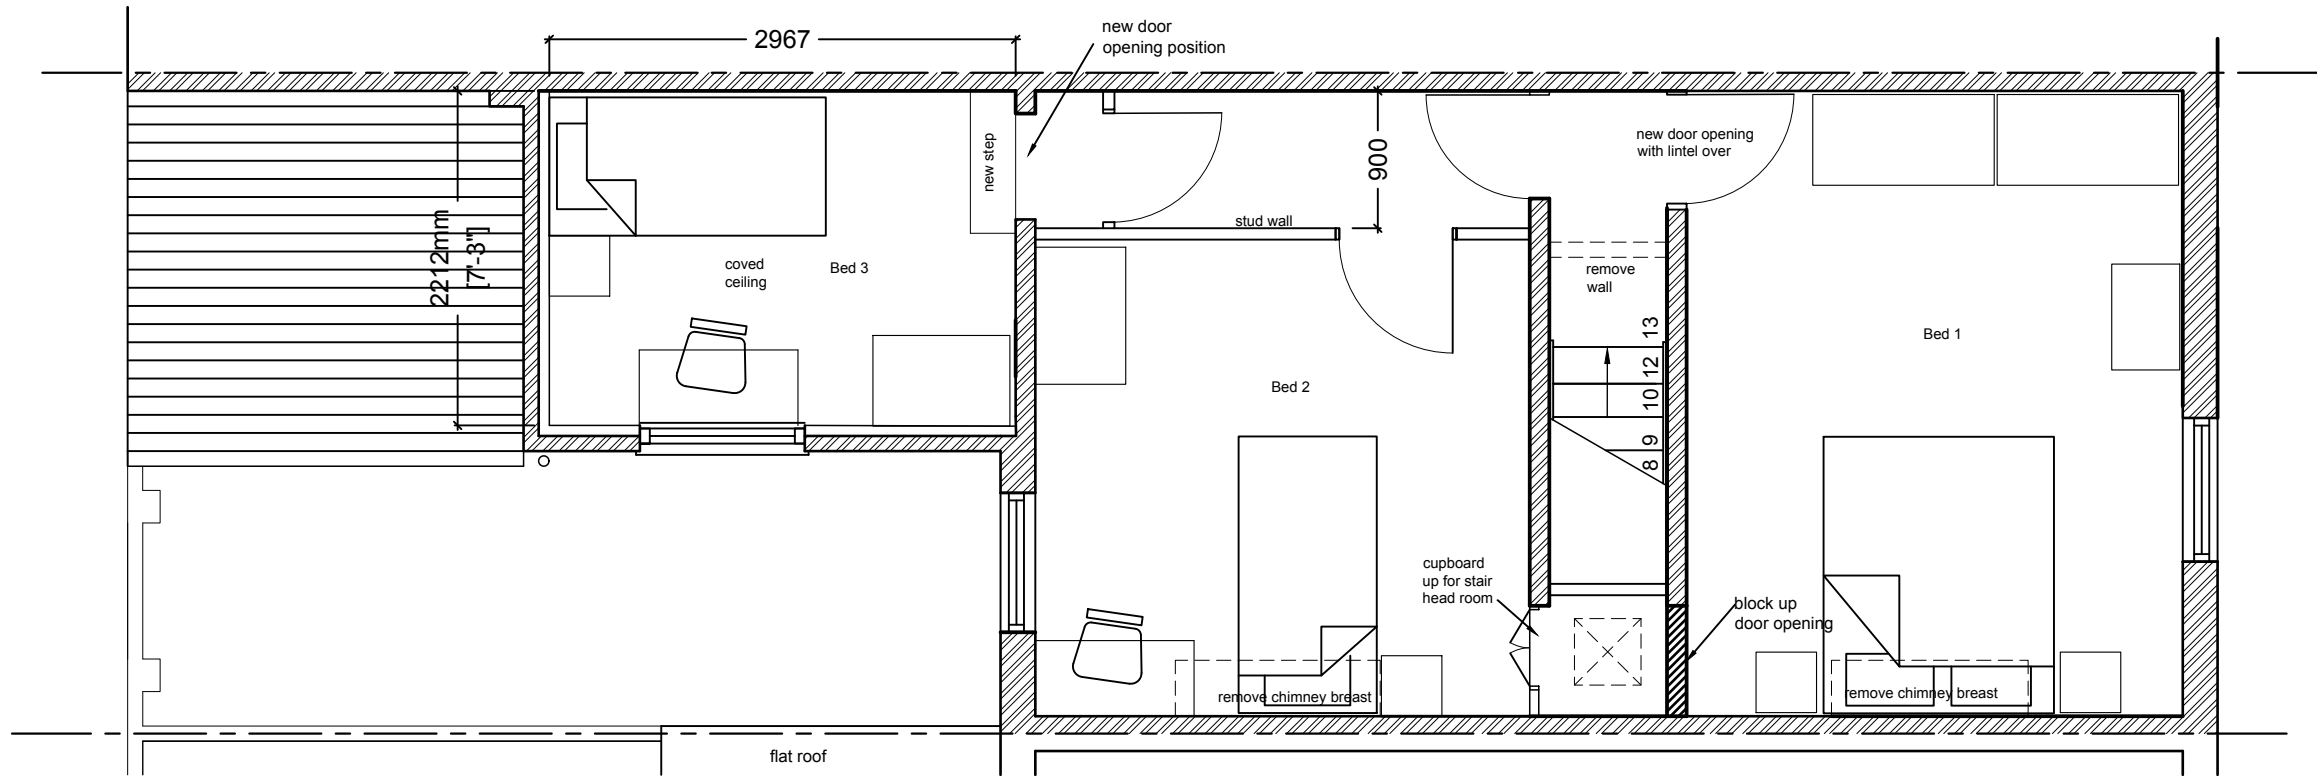 2967
new door
opening position
new step
900
new door opening
with lintel over
stud wall
2212mm
[7'-3"]
coved
ceiling
Bed 3
remove
wall
13
12
10
9
8
Bed 1
Bed 2
cupboard
up for stair
head room
block up
door opening
remove chimney breast
remove chimney breast
flat roof